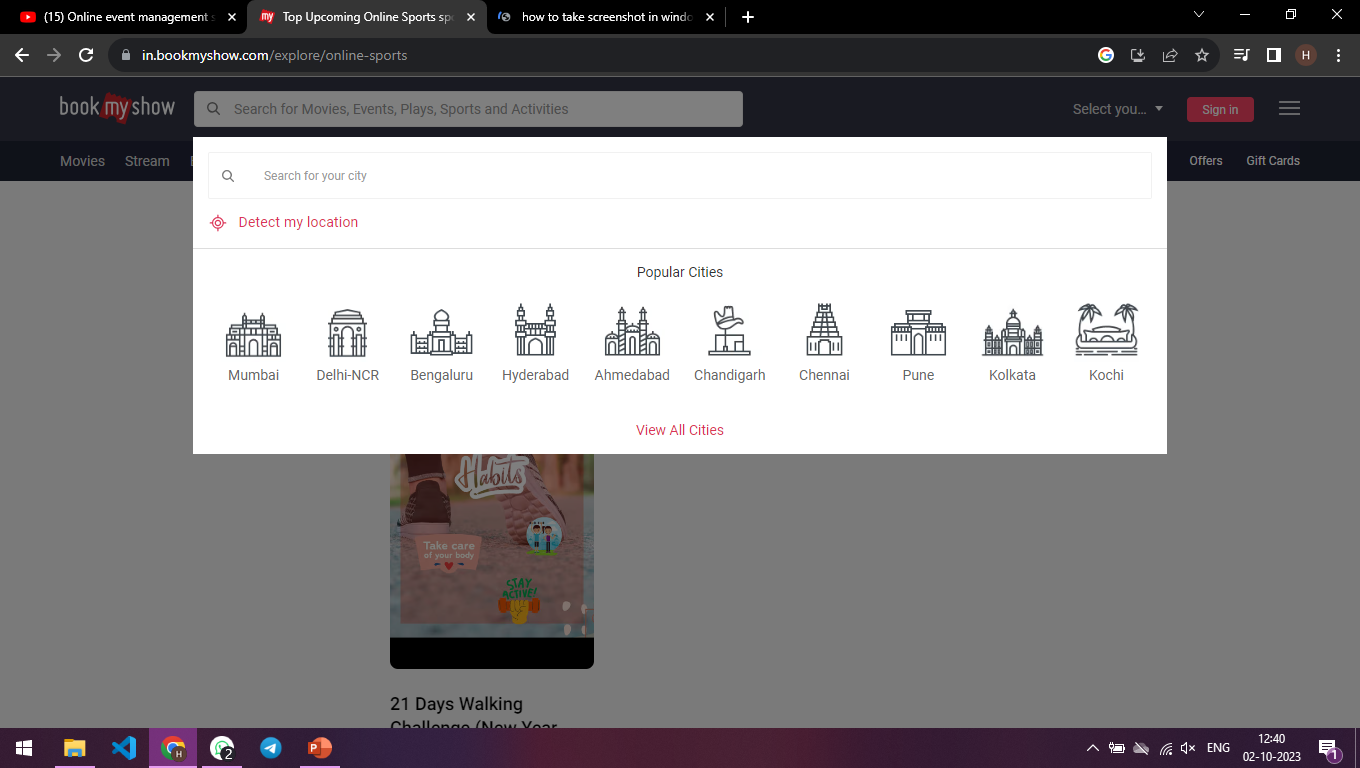 (15) Online event management s
Top Upcoming Online Sports spo
how to take screenshot in windo
in.bookmyshow.com/explore/online-sports
H
book my show
Search for Movies, Events, Plays, Sports and Activities
Select you...
Sign in
Movies
Stream
Offers
Gift Cards
Search for your city
Detect my location
Popular Cities
Mumbai
Delhi-NCR
Bengaluru
Hyderabad
Ahmedabad
Chandigarh
Chennai
Pune
Kolkata
Kochi
View All Cities
Habits
Take care
of your body
STAY
ACTIVE!
21 Days Walking
Challenge (New Year
H
2
P
ENG
12:40
02-10-2023
1